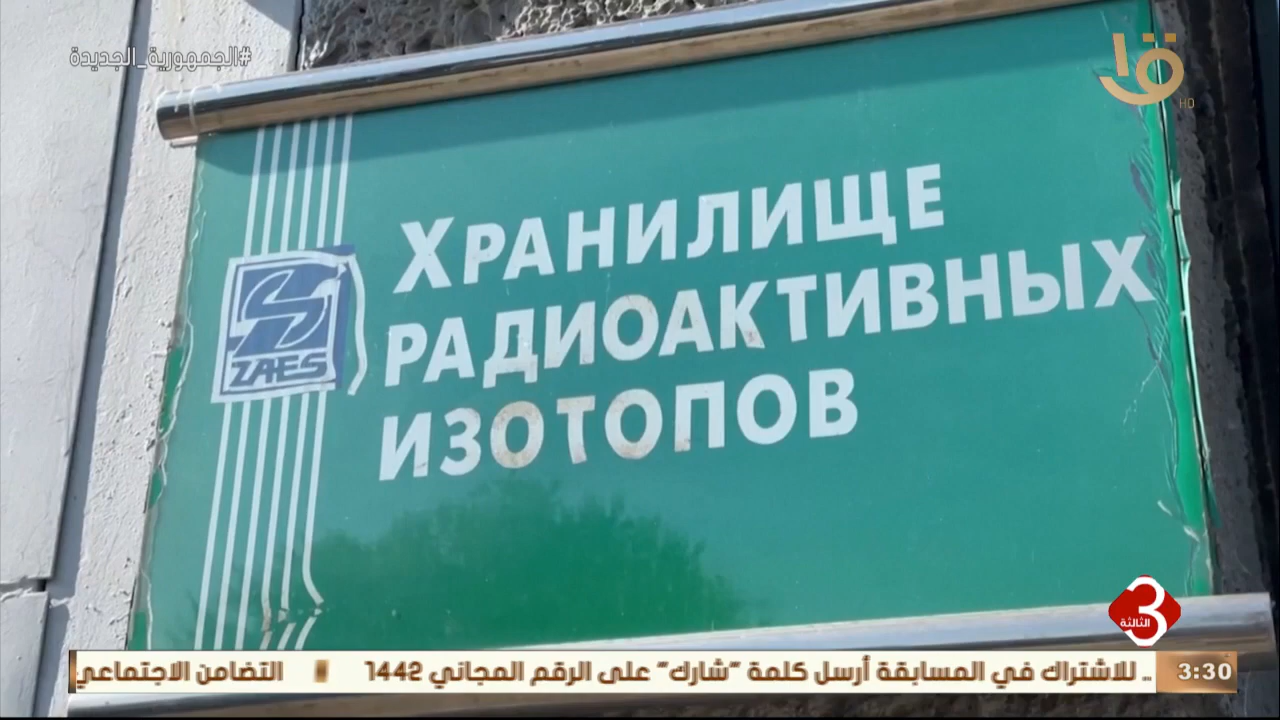 #الجمهورية_الجديدة
HD
ХРАНИЛИЩЕ
РАДИОАКТИВНЫХ
ИЗОТОПОВ
ZAES
3
الثالثة
.. للاشتراك في المسابقة أرسل كلمة "شارك" على الرقم المجاني 1442 التضامن الاجتماعي
3:30